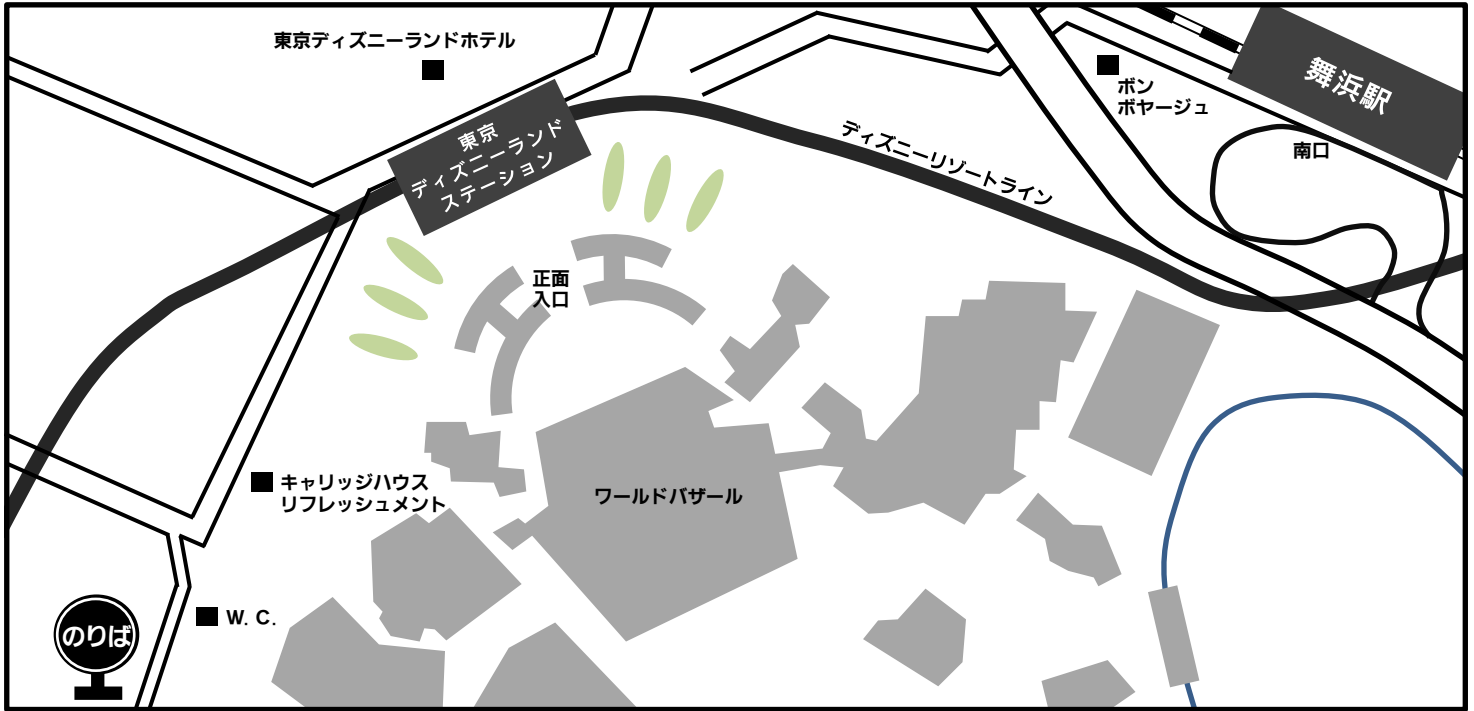 東京ディズニーランドホテル
舞浜駅
ボン
ボヤージュ
南口
東京
ディズニーランド
ステーション
ディズニーリゾートライン
正面
入口
キャリッジハウス
リフレッシュメント
ワールドバザール
W. C.
のりば